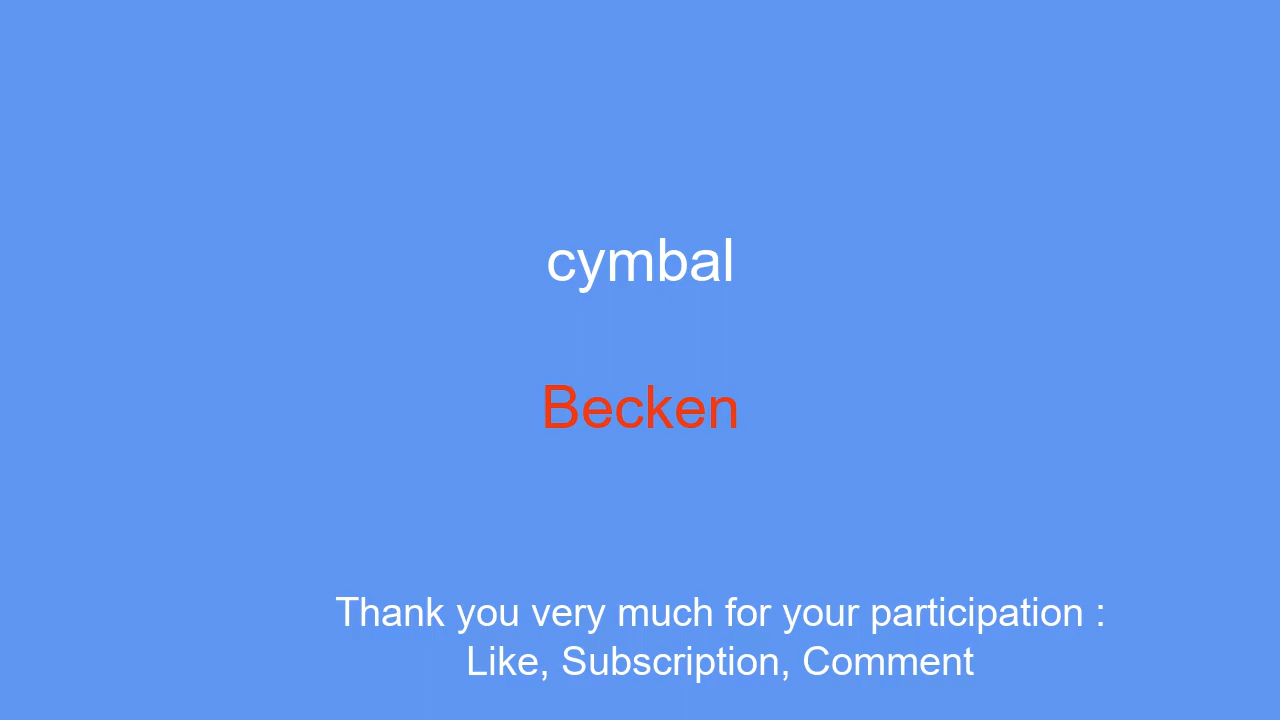 cymbal
Becken
Thank you very much for your participation :
Like, Subscription, Comment